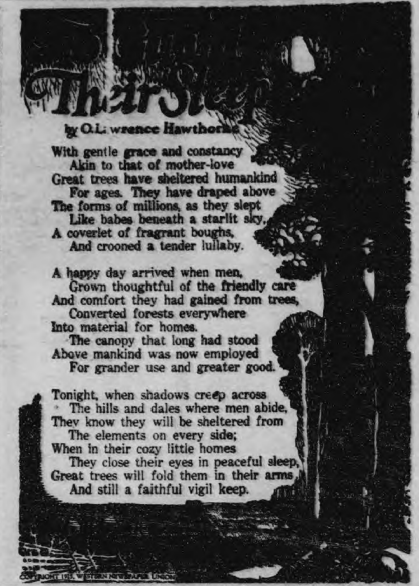 Their Sleep
by O. Lawrence Hawthorne
With gentle grace and constancy
Akin to that of mother-love
Great trees have sheltered humankind
For ages. They have draped above
The forms of millions, as they slept
Like babes beneath a starlit sky,
A coverlet of fragrant boughs,
And crooned a tender lullaby.
A happy day arrived when men,
Grown thoughtful of the friendly care
And comfort they had gained from trees,
Converted forests everywhere
Into material for homes.
The canopy that long had stood
Above mankind was now employed
For grander use and greater good.
Tonight, when shadows creep across
The hills and dales where men abide,
They know they will be sheltered from
The elements on every side;
When in their cozy little homes
They close their eyes in peaceful sleep,
Great trees will fold them in their arms
And still a faithful vigil keep.
COPYRIGHT WESTERN NEWSPAPER UNION